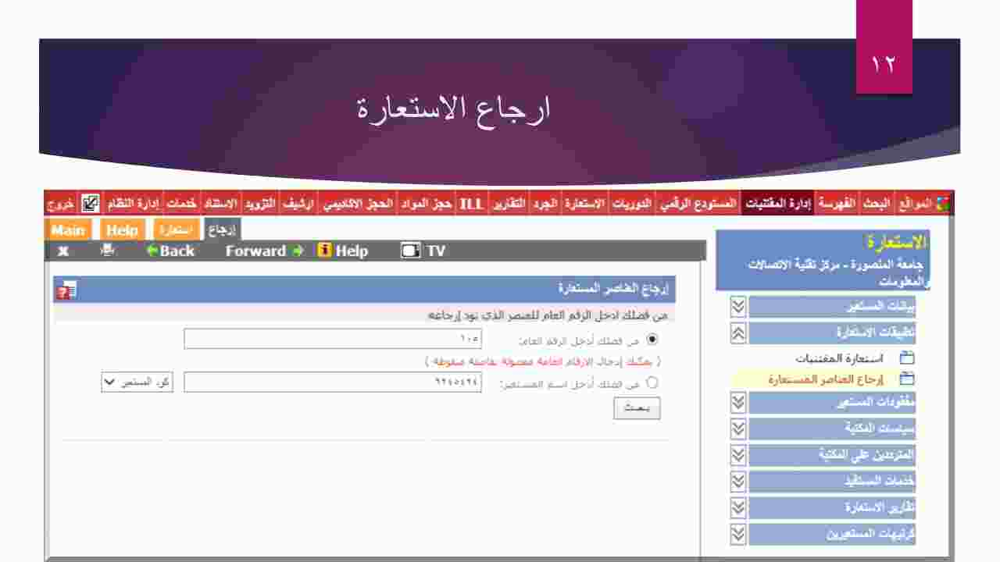 ١٢
ارجاع الاستعارة
المواقع البحث الفهرسة إدارة المقتنيات المستودع الرقمي الدوريات الاستعارة الجرد التقارير ILL حجز المواد الحجز الاكاديمي ارشيف التزويد الاستناد خدمات إدارة النظام خروج
إرجاع استعارة Help Main
x Back Forward Help TV
الاستعارة
جامعة المنصورة - مركز تقنية الاتصالات
والمعلومات
بيانات المستعير
تطبيقات الاستعارة
استعارة المقتنيات
إرجاع العناصر المستعارة
مفقودات المستعير
سياسات المكتبة
المترددين على المكتبة
خدمات المستفيد
تقارير الاستعارة
كرنيهات المستعيرين
إرجاع العناصر المستعارة
من فضلك ادخل الرقم العام للعنصر الذي تود إرجاعه
من فضلك أدخل الرقم العام: ١٠٥
( يمكنك إدخال الارقام العامة مفصولة بفاصلة منقوطة )
من فضلك أدخل اسم المستعير: ٩٢٤٥٤٢٤ كود المستعير
بحث